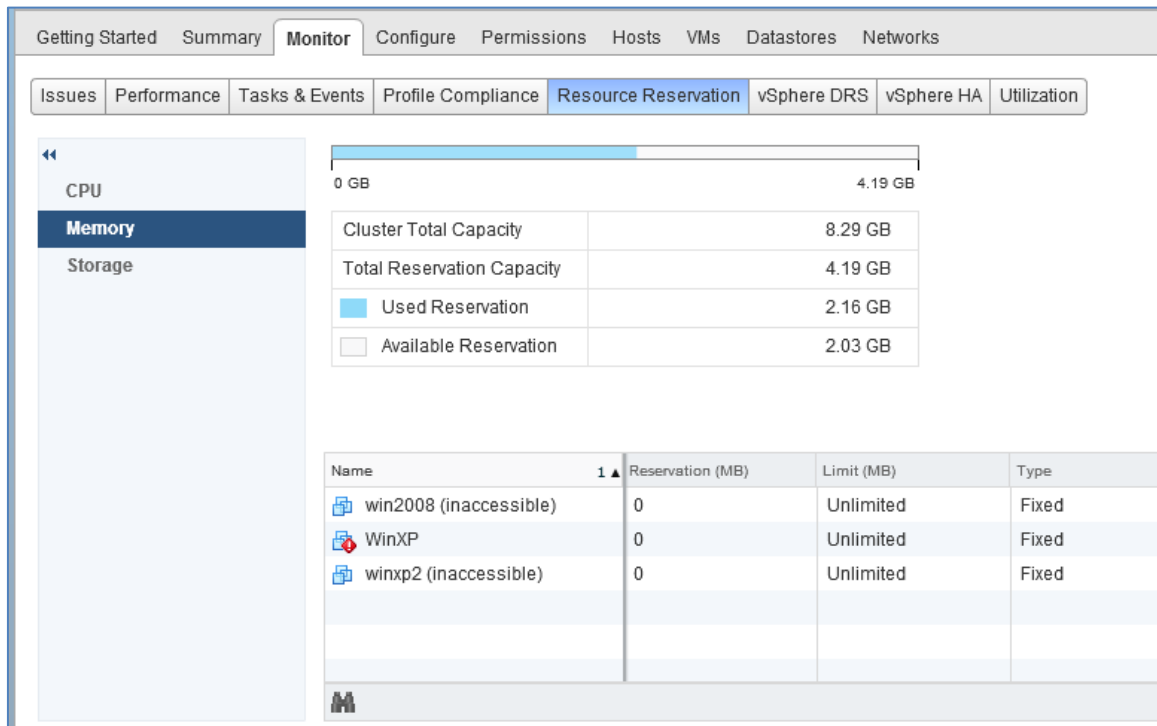 Getting Started Summary Monitor Configure Permissions Hosts VMs Datastores Networks
Issues Performance Tasks & Events Profile Compliance Resource Reservation vSphere DRS vSphere HA Utilization
CPU
Memory
Storage
0 GB 4.19 GB
Cluster Total Capacity 8.29 GB
Total Reservation Capacity 4.19 GB
Used Reservation 2.16 GB
Available Reservation 2.03 GB
Name 1 ▲ Reservation (MB) Limit (MB) Type
win2008 (inaccessible) 0 Unlimited Fixed
WinXP 0 Unlimited Fixed
winxp2 (inaccessible) 0 Unlimited Fixed